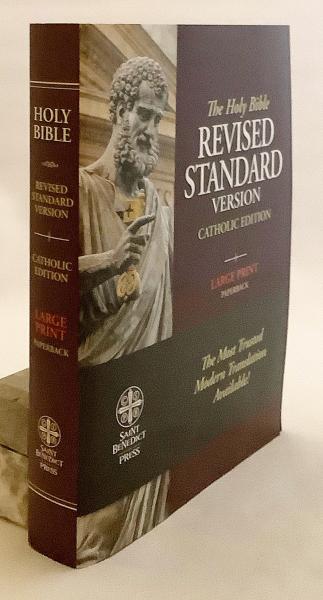 HOLY
BIBLE
REVISED
STANDARD
VERSION
CATHOLIC
EDITION
LARGE
PRINT
PAPERBACK
SAINT
BENEDICT
PRESS
The Holy Bible
REVISED
STANDARD
VERSION
CATHOLIC EDITION
LARGE PRINT
PAPERBACK
The Most Trusted
Modern Translation
Available!
SAINT
BENEDICT
PRESS